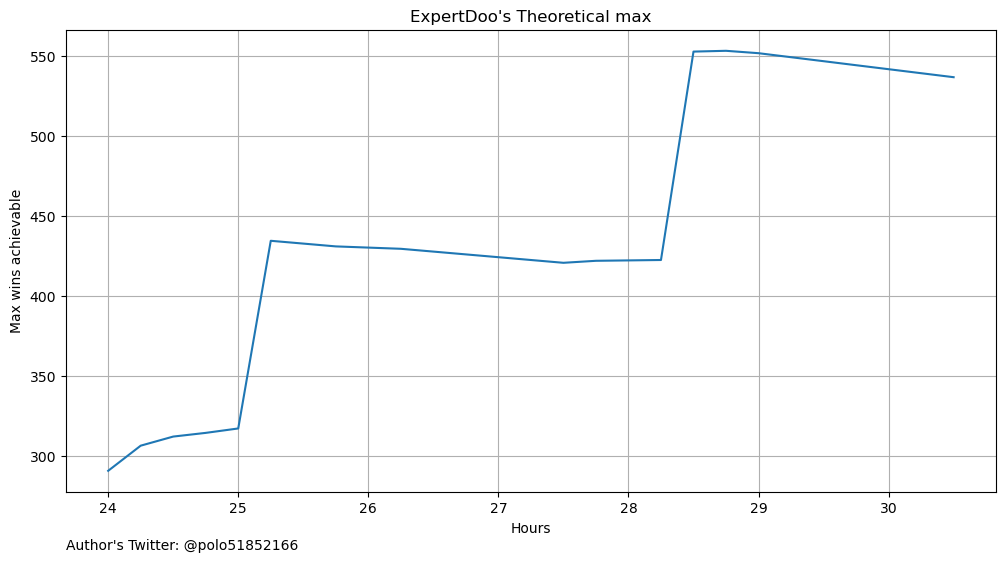 ExpertDoo's Theoretical max
550
500
450
400
350
300
Max wins achievable
24 25 26 27 28 29 30
Hours
Author's Twitter: @polo51852166